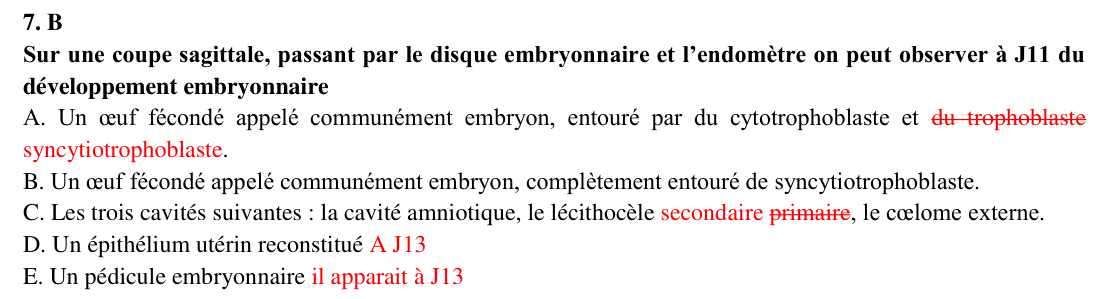 7. B
Sur une coupe sagittale, passant par le disque embryonnaire et l’endomètre on peut observer à J11 du
développement embryonnaire
A. Un œuf fécondé appelé communément embryon, entouré par du cytotrophoblaste et du trophoblaste
syncytiotrophoblaste.
B. Un œuf fécondé appelé communément embryon, complètement entouré de syncytiotrophoblaste.
C. Les trois cavités suivantes : la cavité amniotique, le lécithocèle secondaire primaire, le cœlome externe.
D. Un épithélium utérin reconstitué A J13
E. Un pédicule embryonnaire il apparait à J13